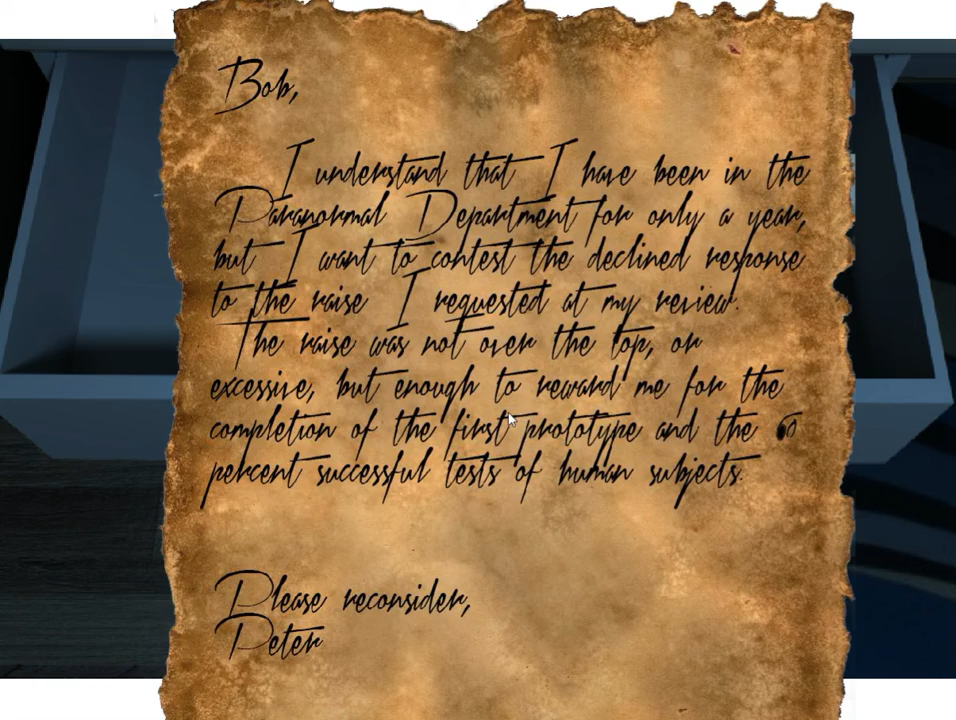 Bob,
I understand that I have been in the
Paranormal Department for only a year,
but I want to contest the declined response
to the raise I requested at my review.
The raise was not over the top, or
excessive, but enough to reward me for the
completion of the first prototype and the
percent successful tests of human subjects.
Please reconsider,
Peter